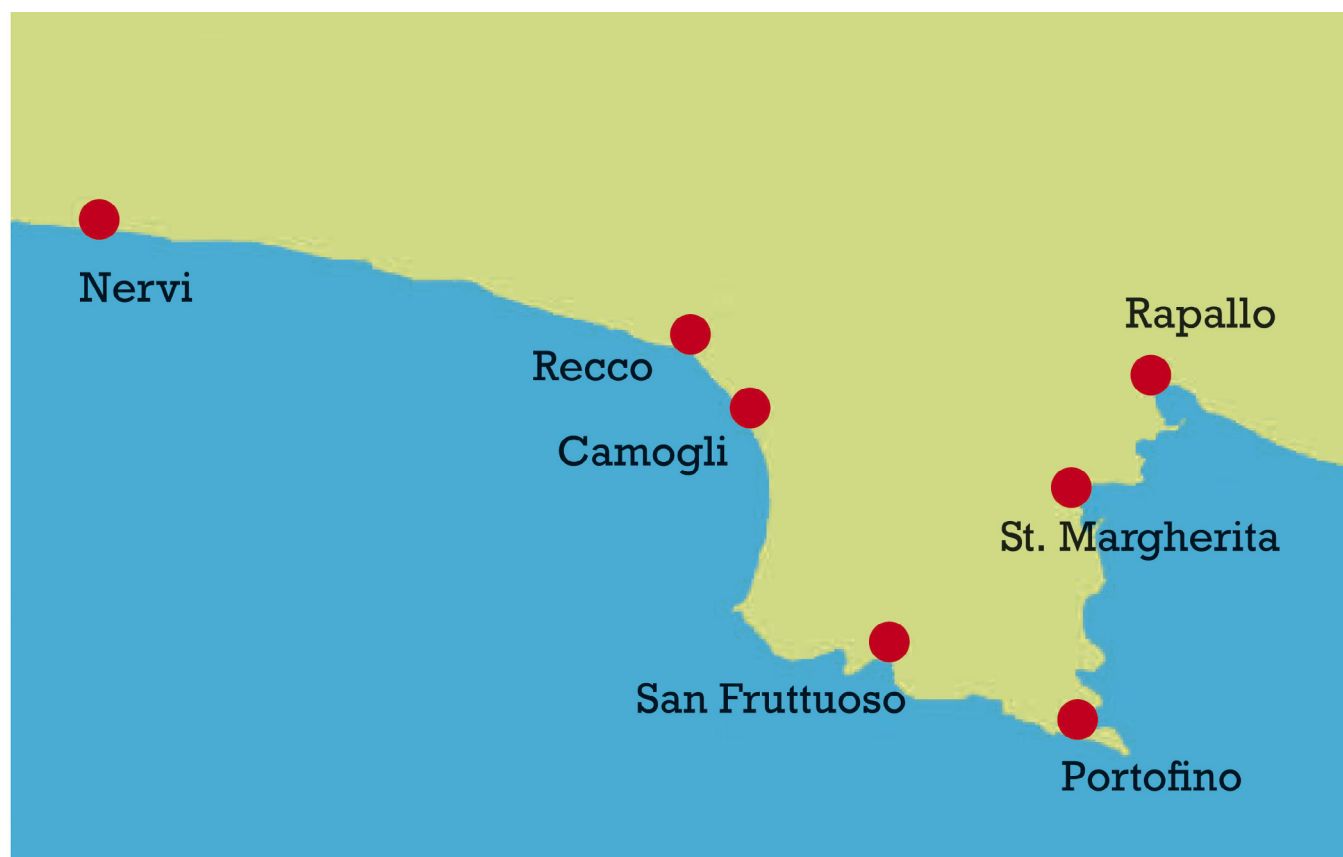 Nervi
Rapallo
Recco
Camogli
St. Margherita
San Fruttuoso
Portofino